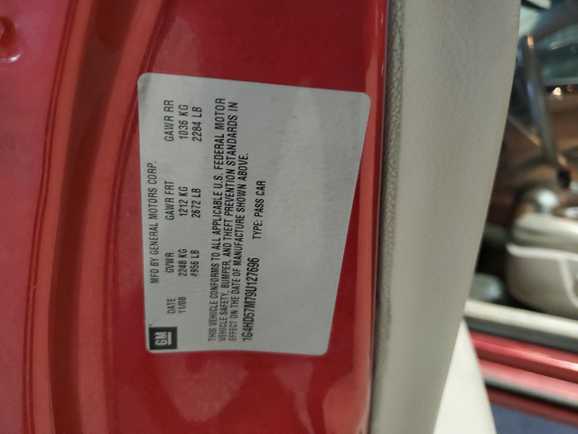 MFD BY GENERAL MOTORS CORP.
DATE GVWR GAWR FRT GAWR RR
11/08 2248 KG 1212 KG 1036 KG
4956 LB 2672 LB 2284 LB
GM
THIS VEHICLE CONFORMS TO ALL APPLICABLE U.S. FEDERAL MOTOR
VEHICLE SAFETY, BUMPER, AND THEFT PREVENTION STANDARDS IN
EFFECT ON THE DATE OF MANUFACTURE SHOWN ABOVE.
1G4HD57M79U127696 TYPE: PASS CAR